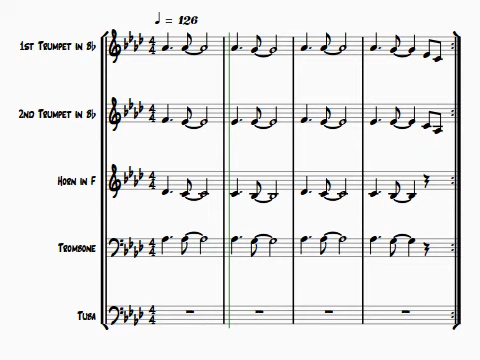 ♩ = 126
1st Trumpet in B♭
2nd Trumpet in B♭
Horn in F
Trombone
Tuba